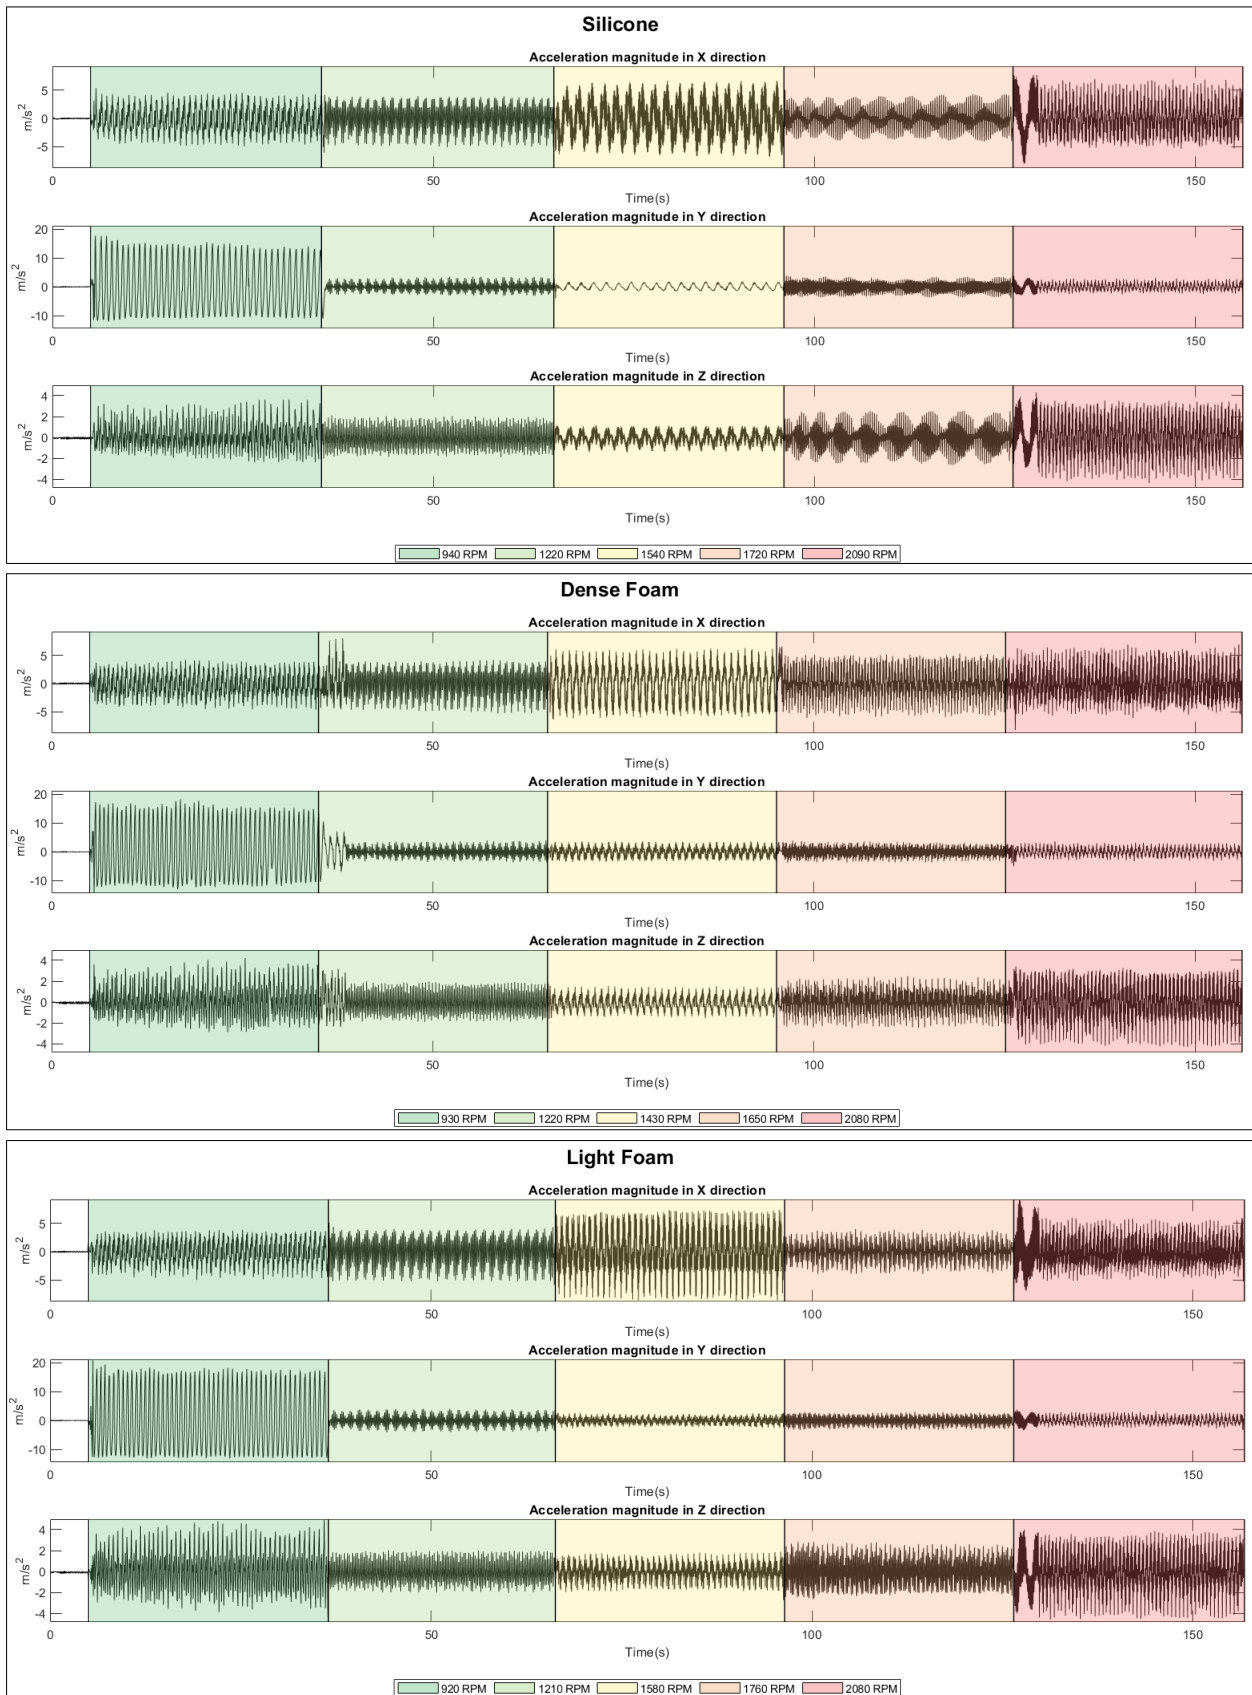 Silicone
Acceleration magnitude in X direction
m/s²
5
0
-5
0 50 100 150
Time(s)
Acceleration magnitude in Y direction
m/s²
20
10
0
-10
0 50 100 150
Time(s)
Acceleration magnitude in Z direction
m/s²
4
2
0
-2
-4
0 50 100 150
Time(s)
940 RPM 1220 RPM 1540 RPM 1720 RPM 2090 RPM
Dense Foam
Acceleration magnitude in X direction
m/s²
5
0
-5
0 50 100 150
Time(s)
Acceleration magnitude in Y direction
m/s²
20
10
0
-10
0 50 100 150
Time(s)
Acceleration magnitude in Z direction
m/s²
4
2
0
-2
-4
0 50 100 150
Time(s)
930 RPM 1220 RPM 1430 RPM 1650 RPM 2080 RPM
Light Foam
Acceleration magnitude in X direction
m/s²
5
0
-5
0 50 100 150
Time(s)
Acceleration magnitude in Y direction
m/s²
20
10
0
-10
0 50 100 150
Time(s)
Acceleration magnitude in Z direction
m/s²
4
2
0
-2
-4
0 50 100 150
Time(s)
920 RPM 1210 RPM 1580 RPM 1760 RPM 2080 RPM